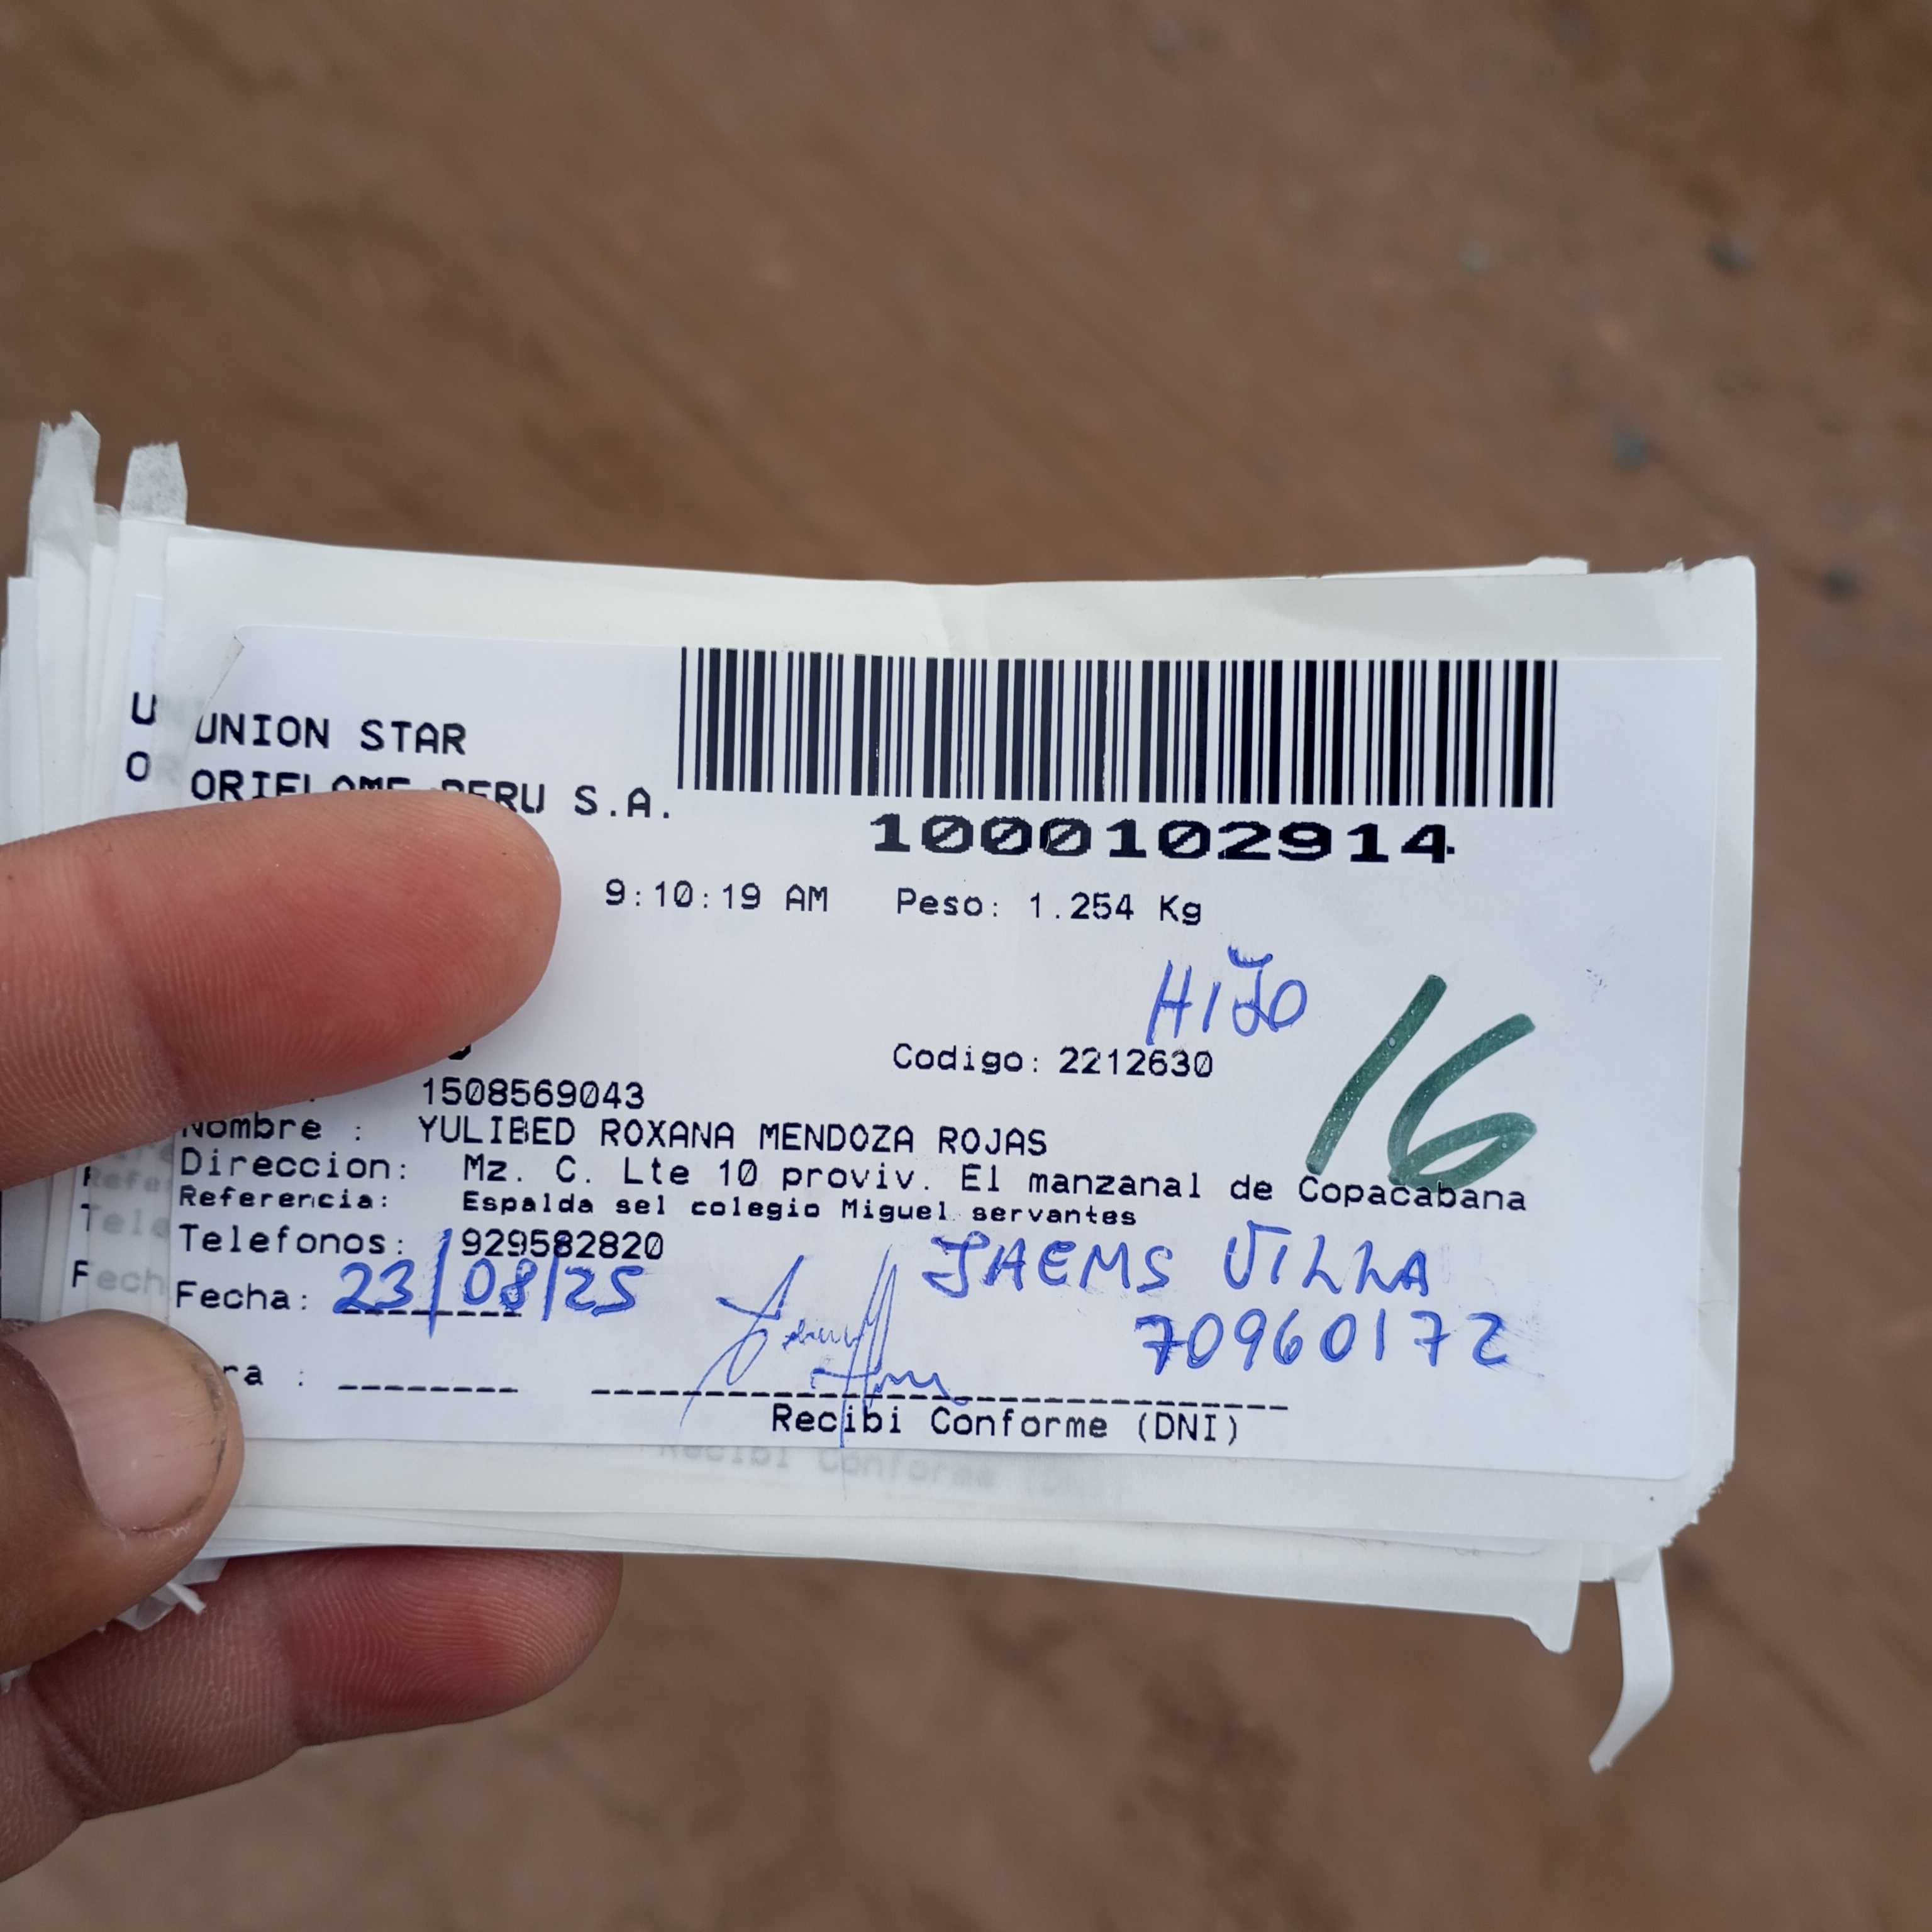 UNION STAR
ORIFLAME PERU S.A.
1000102914
9:10:19 AM Peso: 1.254 Kg
HIJO
16
Codigo: 2212630
1508569043
Nombre : YULIBED ROXANA MENDOZA ROJAS
Direccion: Mz. C. Lte 10 proviv. El manzanal de Copacabana
Referencia: Espalda sel colegio Miguel servantes
Telefonos: 929582820
JAEMS VILLA
Fecha: 23/08/25
70960172
ra :
Recibi Conforme (DNI)